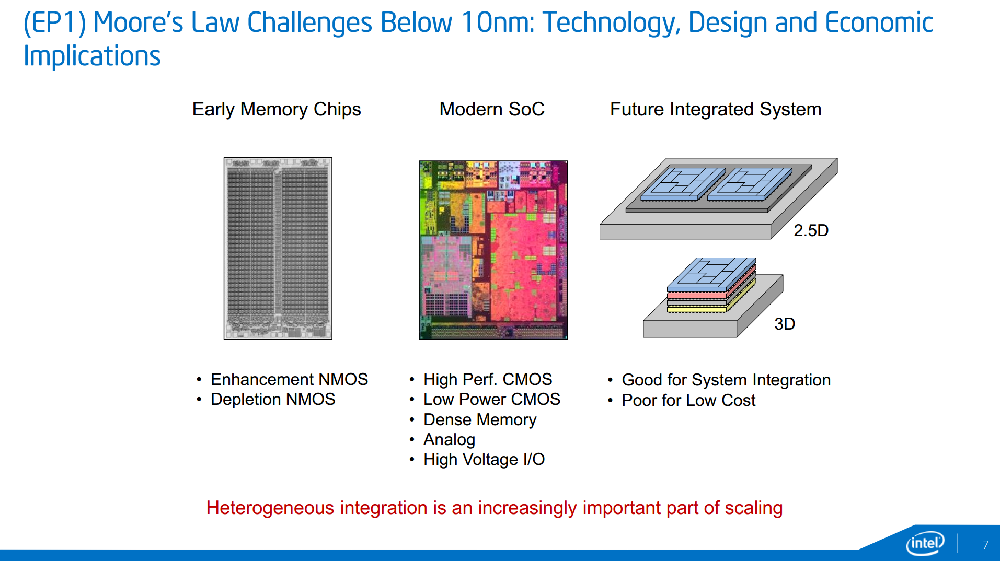 (EP1) Moore's Law Challenges Below 10nm: Technology, Design and Economic
Implications
Early Memory Chips
Modern SoC
Future Integrated System
2.5D
3D
• Enhancement NMOS
• Depletion NMOS
• High Perf. CMOS
• Low Power CMOS
• Dense Memory
• Analog
• High Voltage I/O
• Good for System Integration
• Poor for Low Cost
Heterogeneous integration is an increasingly important part of scaling
intel
7